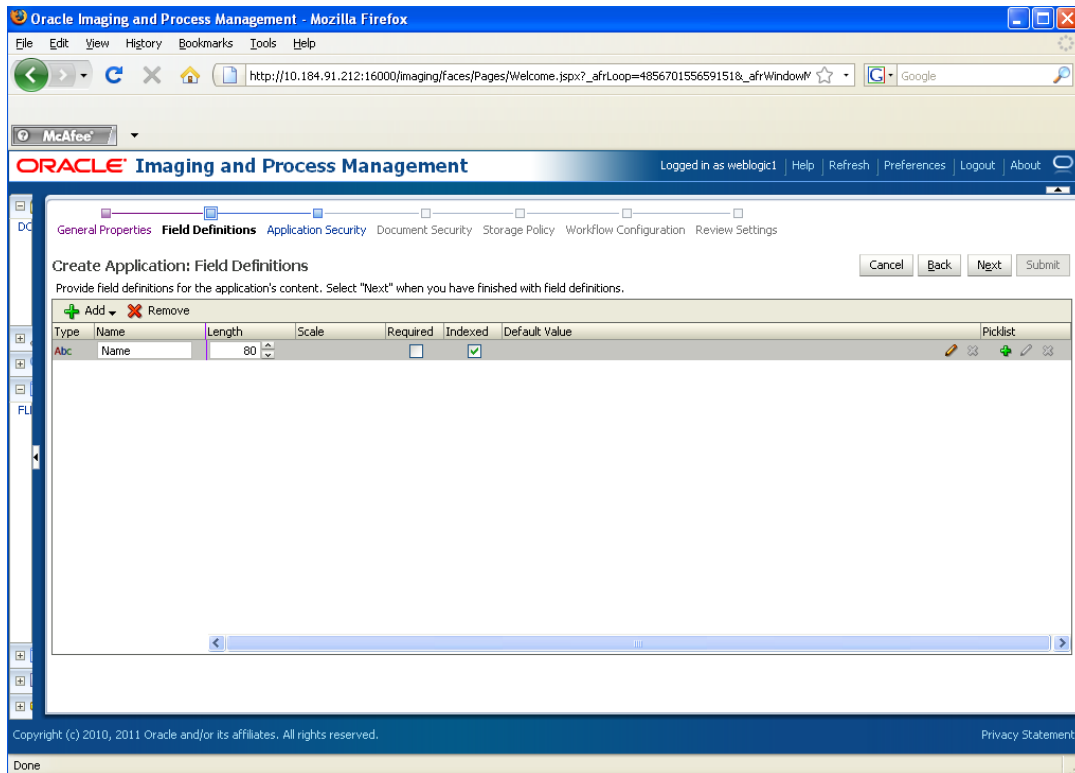 Oracle Imaging and Process Management - Mozilla Firefox
File Edit View History Bookmarks Tools Help
http://10.184.91.212:16000/imaging/faces/Pages/Welcome.jspx?_afrLoop=485670155659151&_afrWindowM
G Google
McAfee
ORACLE Imaging and Process Management
Logged in as weblogic1 | Help | Refresh | Preferences | Logout | About
General Properties Field Definitions Application Security Document Security Storage Policy Workflow Configuration Review Settings
DO
Create Application: Field Definitions
Cancel Back Next Submit
Provide field definitions for the application's content. Select "Next" when you have finished with field definitions.
Add Remove
Type Name Length Scale Required Indexed Default Value Picklist
Abc Name 80
FLI
Copyright (c) 2010, 2011 Oracle and/or its affiliates. All rights reserved.
Privacy Statement
Done